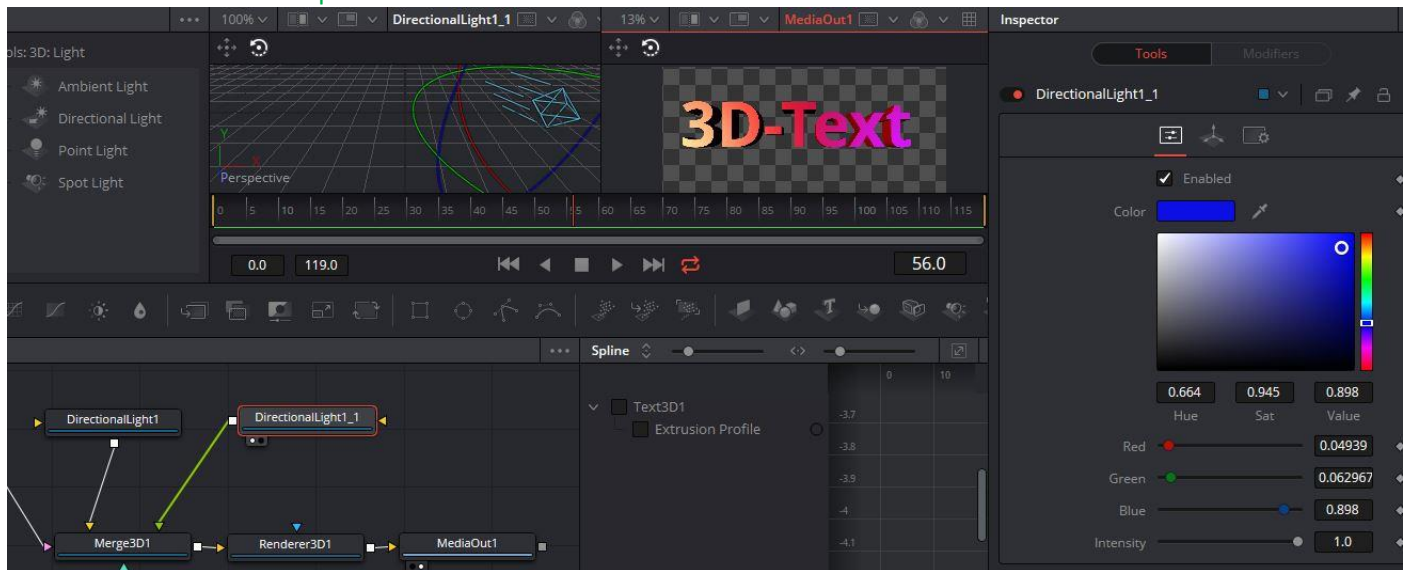 100% DirectionalLight1_1 13% MediaOut1 Inspector
ols: 3D: Light
Tools Modifiers
Ambient Light
Directional Light
Point Light
Spot Light
DirectionalLight1_1
3D-Text
Y
X
Perspective
Enabled
Color
0 5 10 15 20 25 30 35 40 45 50 55 60 65 70 75 80 85 90 95 100 105 110 115
0.0 119.0 56.0
T
Spline
0 10
0.664 0.945 0.898
Hue Sat Value
DirectionalLight1 DirectionalLight1_1
Text3D1
Extrusion Profile
-3.7
-3.8
-3.9
-4
-4.1
Red 0.04939
Green 0.062967
Blue 0.898
Intensity 1.0
Merge3D1 Renderer3D1 MediaOut1